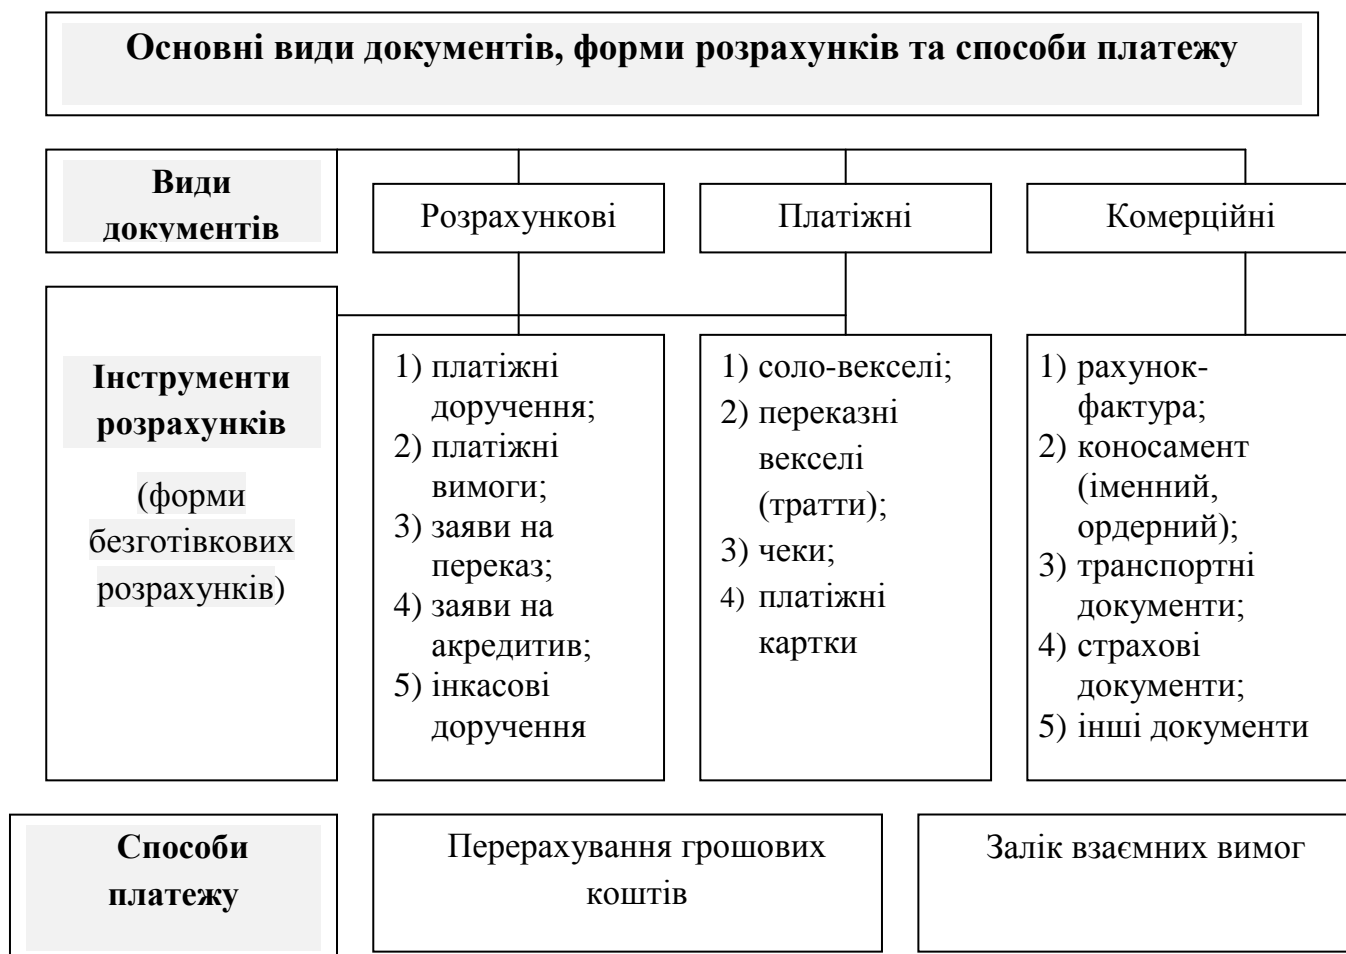 Основні види документів, форми розрахунків та способи платежу
Види
документів
Розрахункові
Платіжні
Комерційні
Інструменти
розрахунків
(форми
безготівкових
розрахунків)
1) платіжні
доручення;
2) платіжні
вимоги;
3) заяви на
переказ;
4) заяви на
акредитив;
5) інкасові
доручення
1) соло-векселі;
2) переказні
векселі
(тратти);
3) чеки;
4) платіжні
картки
1) рахунок-
фактура;
2) коносамент
(іменний,
ордерний);
3) транспортні
документи;
4) страхові
документи;
5) інші документи
Способи
платежу
Перерахування грошових
коштів
Залік взаємних вимог